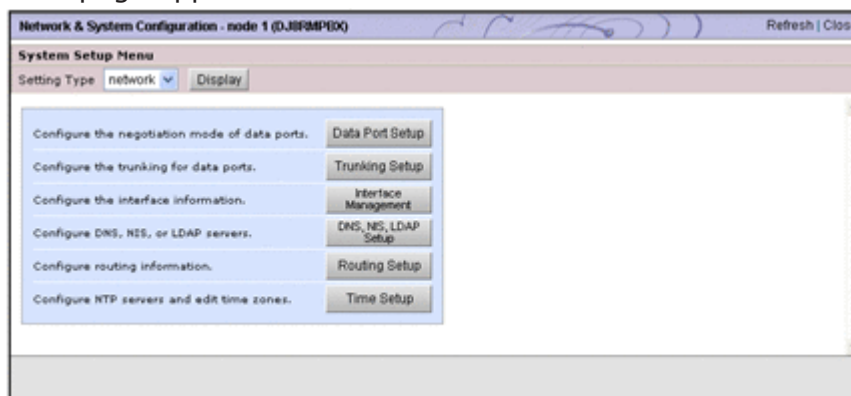 Network & System Configuration - node 1 (DJ8RMPBX)
Refresh | Clos
System Setup Menu
Setting Type network Display
Configure the negotiation mode of data ports. Data Port Setup
Configure the trunking for data ports. Trunking Setup
Configure the interface information. Interface Management
Configure DNS, NIS, or LDAP servers. DNS, NIS, LDAP Setup
Configure routing information. Routing Setup
Configure NTP servers and edit time zones. Time Setup